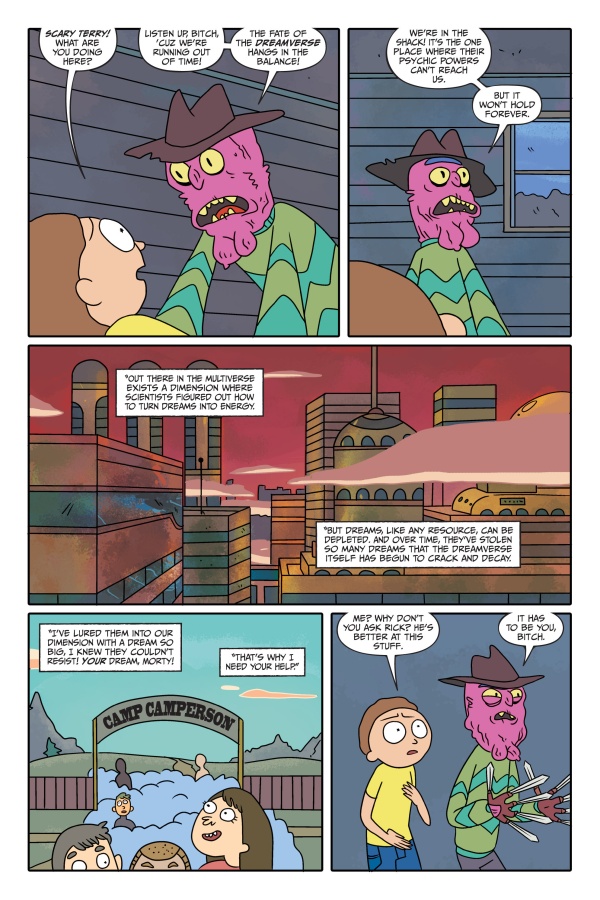 SCARY TERRY!
WHAT ARE
YOU DOING
HERE?
LISTEN UP, BITCH,
'CUZ WE'RE
RUNNING OUT
OF TIME!
THE FATE OF
THE DREAMVERSE
HANGS IN THE
BALANCE!
WE'RE IN THE
SHACK! IT'S THE ONE
PLACE WHERE THEIR
PSYCHIC POWERS
CAN'T REACH
US.
BUT IT
WON'T HOLD
FOREVER.
"OUT THERE IN THE MULTIVERSE
EXISTS A DIMENSION WHERE
SCIENTISTS FIGURED OUT HOW
TO TURN DREAMS INTO ENERGY.
"BUT DREAMS, LIKE ANY RESOURCE, CAN BE
DEPLETED. AND OVER TIME, THEY'VE STOLEN
SO MANY DREAMS THAT THE DREAMVERSE
ITSELF HAS BEGUN TO CRACK AND DECAY.
"I'VE LURED THEM INTO OUR
DIMENSION WITH A DREAM SO
BIG, I KNEW THEY COULDN'T
RESIST! YOUR DREAM, MORTY!
"THAT'S WHY I
NEED YOUR HELP."
CAMP CAMPERSON
ME? WHY DON'T
YOU ASK RICK? HE'S
BETTER AT THIS
STUFF.
IT HAS
TO BE YOU,
BITCH.